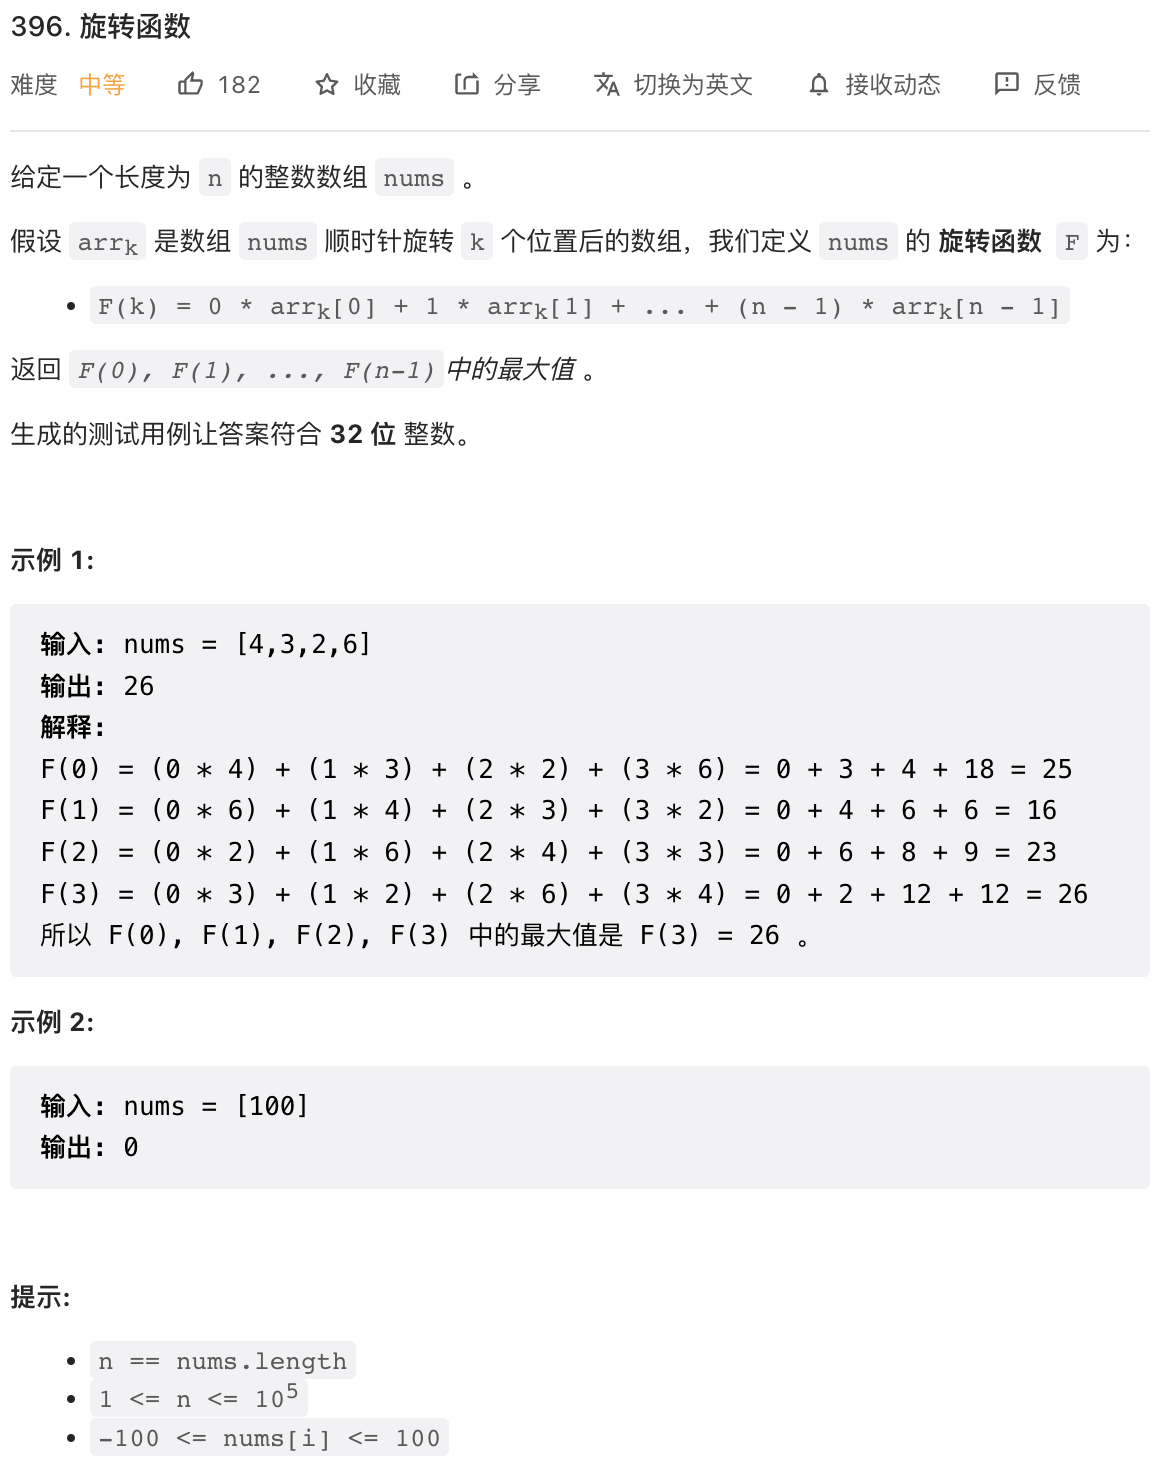 396. 旋转函数
难度 中等 182 收藏 分享 切换为英文 接收动态 反馈
给定一个长度为 n 的整数数组 nums 。
假设 arrk 是数组 nums 顺时针旋转 k 个位置后的数组，我们定义 nums 的 旋转函数 F 为：
• F(k) = 0 * arrk[0] + 1 * arrk[1] + ... + (n - 1) * arrk[n - 1]
返回 F(0), F(1), ..., F(n-1) 中的最大值 。
生成的测试用例让答案符合 32 位 整数。
示例 1:
输入: nums = [4,3,2,6]
输出: 26
解释:
F(0) = (0 * 4) + (1 * 3) + (2 * 2) + (3 * 6) = 0 + 3 + 4 + 18 = 25
F(1) = (0 * 6) + (1 * 4) + (2 * 3) + (3 * 2) = 0 + 4 + 6 + 6 = 16
F(2) = (0 * 2) + (1 * 6) + (2 * 4) + (3 * 3) = 0 + 6 + 8 + 9 = 23
F(3) = (0 * 3) + (1 * 2) + (2 * 6) + (3 * 4) = 0 + 2 + 12 + 12 = 26
所以 F(0), F(1), F(2), F(3) 中的最大值是 F(3) = 26 。
示例 2:
输入: nums = [100]
输出: 0
提示:
• n == nums.length
• 1 <= n <= 10⁵
• -100 <= nums[i] <= 100